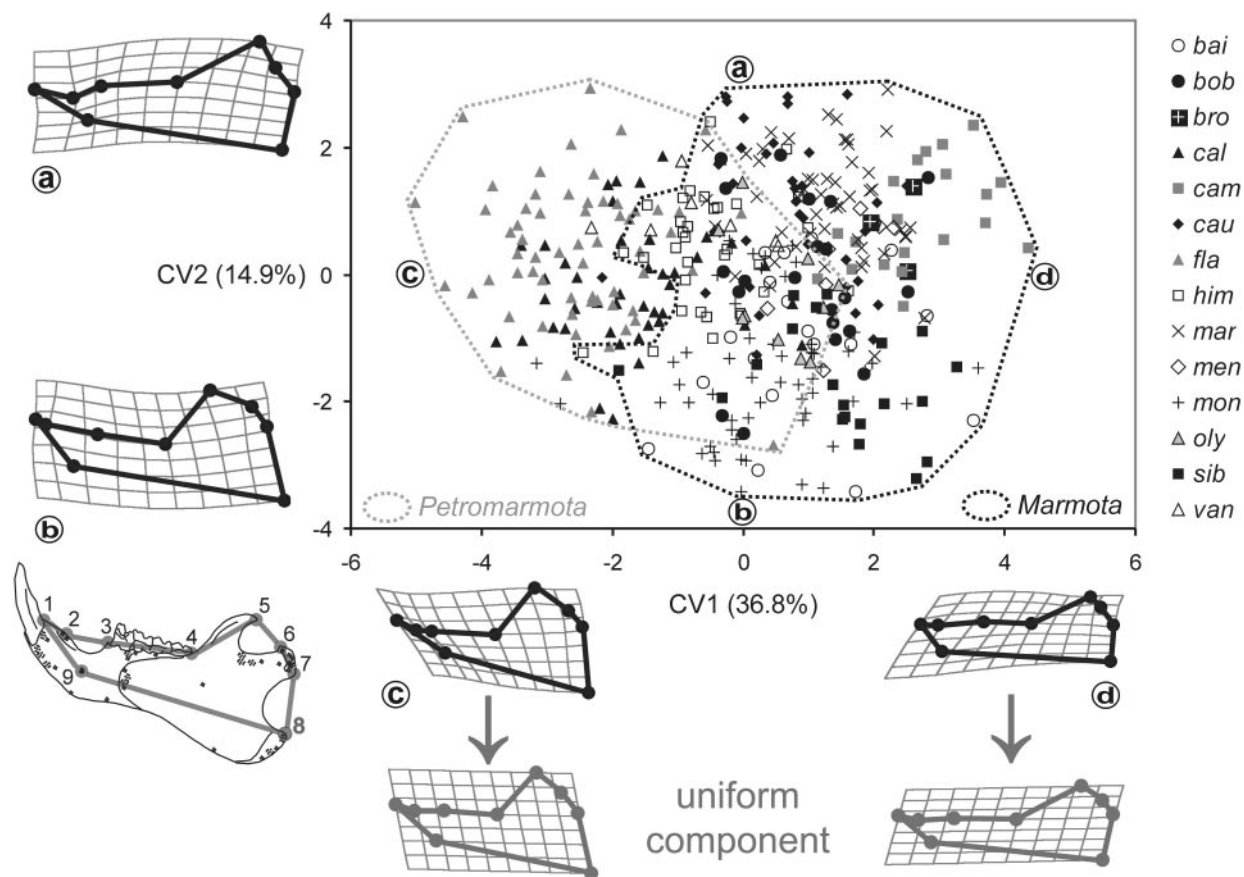 4
2
0
-2
-4
-6
-4
-2
0
2
4
6
CV2 (14.9%)
CV1 (36.8%)
a
b
c
d
Petromarmota
Marmota
bai
bob
bro
cal
cam
cau
fla
him
mar
men
mon
oly
sib
van
a
b
1
2
3
4
5
6
7
8
9
c
d
uniform
component